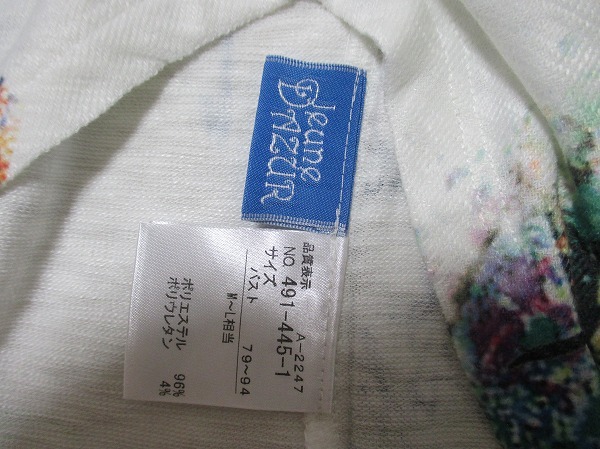 Jeune
D'AZUR
品質表示
A-2247
NO. 491-445-1
サイズ
バスト 79~94
M~L相当
ポリエステル 96%
ポリウレタン 4%